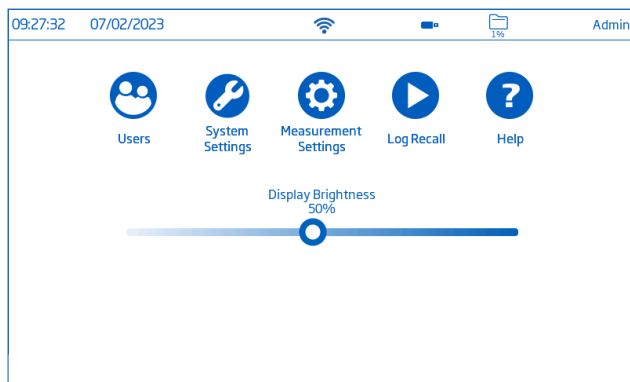 09:27:32 07/02/2023 1% Admin
Users
System Settings
Measurement Settings
Log Recall
Help
Display Brightness
50%